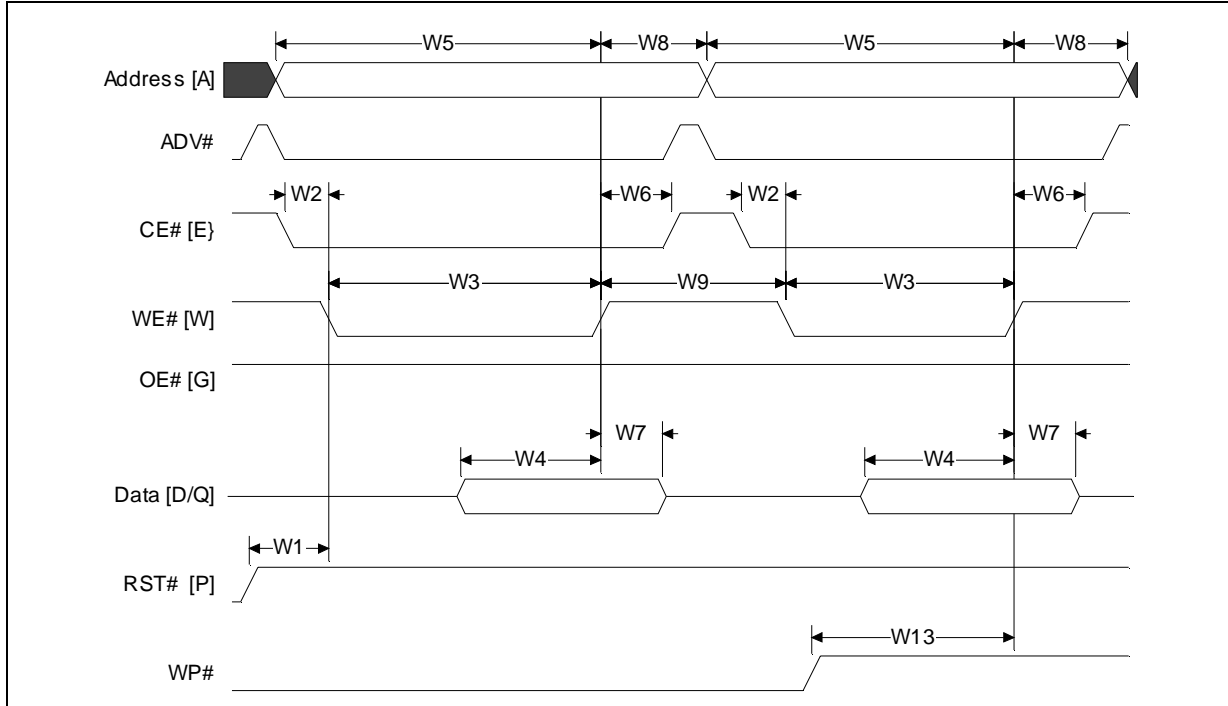 W5 W8 W5 W8
Address [A]
ADV#
W2 W6 W2 W6
CE# [E}
W3 W9 W3
WE# [W]
OE# [G]
W7 W7
W4 W4
Data [D/Q]
W1
RST# [P]
W13
WP#